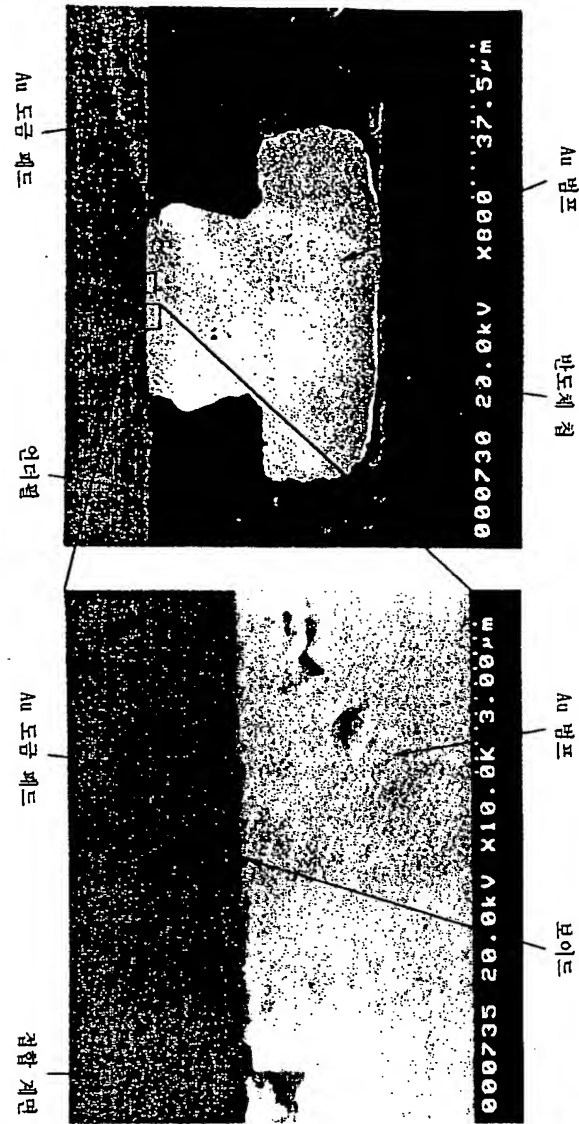 Au 범프
반도체 칩
000730 20.0kV X800 37.5µm
Au 도금 패드
언더필
Au 범프
보이드
000735 20.0kV X10.0K 3.00µm
Au 도금 패드
접합 계면